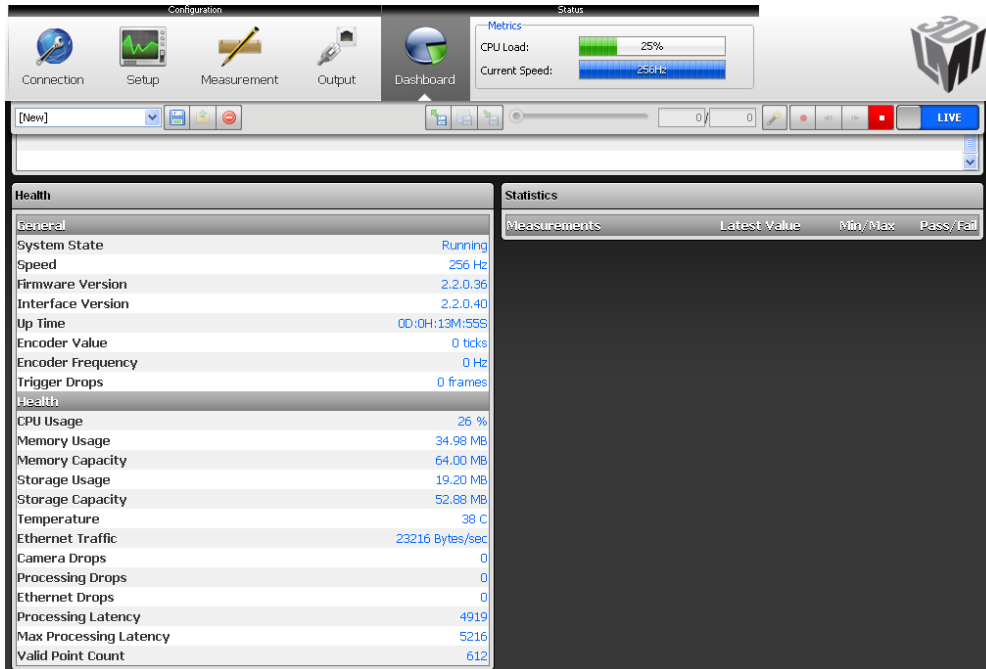 Configuration
Status
Connection
Setup
Measurement
Output
Dashboard
Metrics
CPU Load:
25%
Current Speed:
256Hz
3D
LMI
[New]
0/
0
LIVE
Health
General
System State Running
Speed 256 Hz
Firmware Version 2.2.0.36
Interface Version 2.2.0.40
Up Time 0D:0H:13M:55S
Encoder Value 0 ticks
Encoder Frequency 0 Hz
Trigger Drops 0 frames
Health
CPU Usage 26 %
Memory Usage 34.98 MB
Memory Capacity 64.00 MB
Storage Usage 19.20 MB
Storage Capacity 52.88 MB
Temperature 38 C
Ethernet Traffic 23216 Bytes/sec
Camera Drops 0
Processing Drops 0
Ethernet Drops 0
Processing Latency 4919
Max Processing Latency 5216
Valid Point Count 612
Statistics
Measurements Latest Value Min/Max Pass/Fail